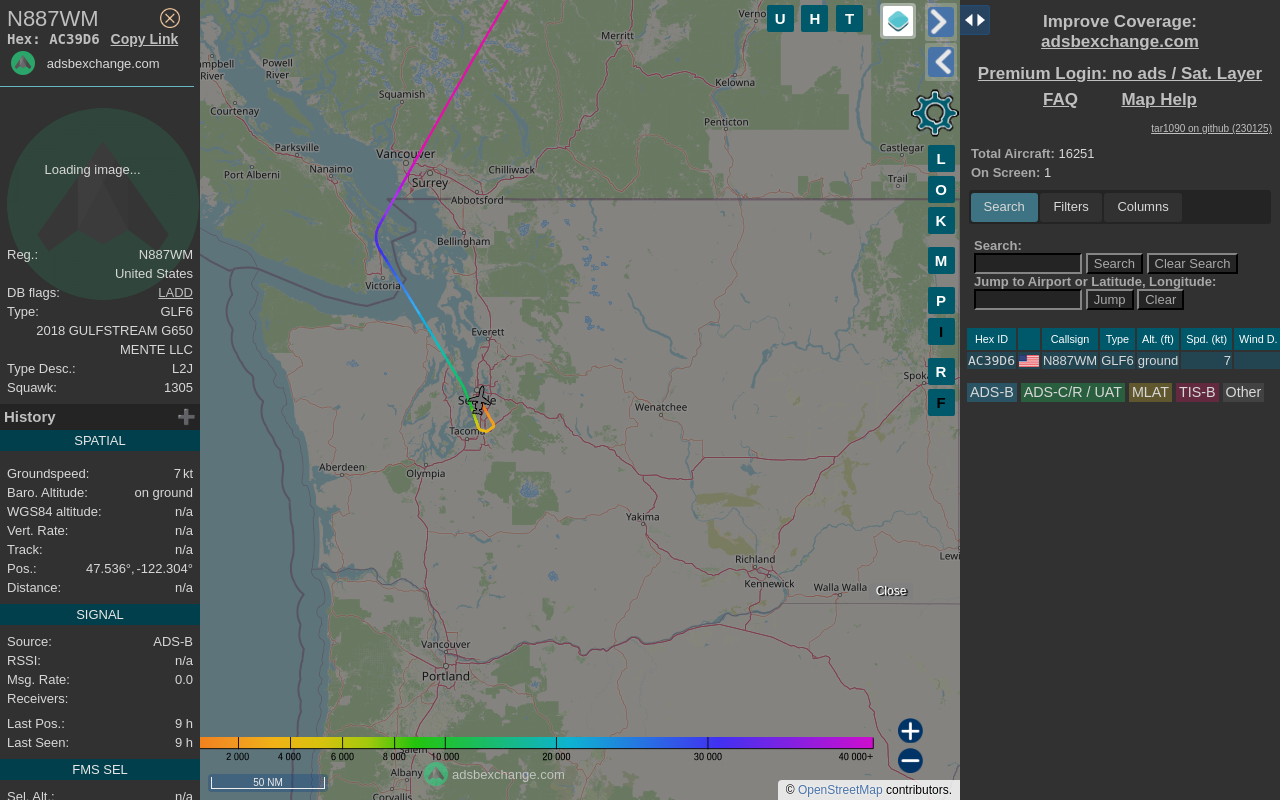 N887WM
Hex: AC39D6 Copy Link
adsbexchange.com
Loading image...
Reg.: N887WM
United States
DB flags: LADD
Type: GLF6
2018 GULFSTREAM G650
MENTE LLC
Type Desc.: L2J
Squawk: 1305
History
SPATIAL
Groundspeed: 7 kt
Baro. Altitude: on ground
WGS84 altitude: n/a
Vert. Rate: n/a
Track: n/a
Pos.: 47.536°, -122.304°
Distance: n/a
SIGNAL
Source: ADS-B
RSSI: n/a
Msg. Rate: 0.0
Receivers:
Last Pos.: 9 h
Last Seen: 9 h
FMS SEL
Sel. Alt.: n/a
Merritt
Powell
River
River
Squamish
Kelowna
Courtenay
Penticton
Parksville
Vancouver
Castlegar
Nanaimo
Port Alberni
Chilliwack
Surrey
Trail
Abbotsford
Bellingham
Victoria
Everett
Wenatchee
Tacoma
Aberdeen
Olympia
Yakima
Richland
Kennewick
Walla Walla
Close
Vancouver
Portland
Albany
Corvallis
2 000 4 000 6 000 8 000 10 000 20 000 30 000 40 000+
adsbexchange.com
50 NM
© OpenStreetMap contributors.
U H T
L
O
K
M
P
I
R
F
Improve Coverage:
adsbexchange.com
Premium Login: no ads / Sat. Layer
FAQ Map Help
tar1090 on github (230125)
Total Aircraft: 16251
On Screen: 1
Search Filters Columns
Search:
Search Clear Search
Jump to Airport or Latitude, Longitude:
Jump Clear
Hex ID Callsign Type Alt. (ft) Spd. (kt) Wind D.
AC39D6 N887WM GLF6 ground 7
ADS-B ADS-C/R / UAT MLAT TIS-B Other